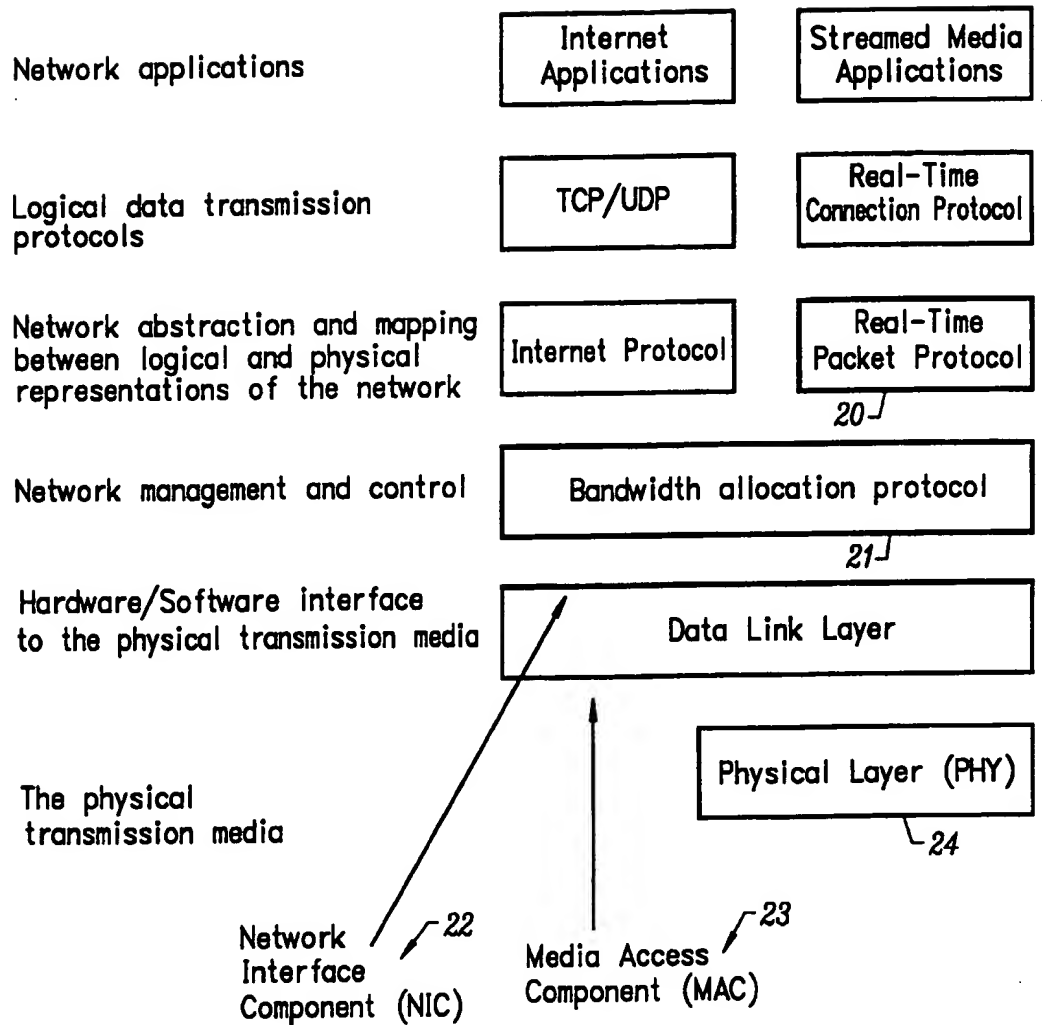 Network applications
Internet
Applications
Streamed Media
Applications
Logical data transmission
protocols
TCP/UDP
Real-Time
Connection Protocol
Network abstraction and mapping
between logical and physical
representations of the network
Internet Protocol
Real-Time
Packet Protocol
20
Network management and control
Bandwidth allocation protocol
21
Hardware/Software interface
to the physical transmission media
Data Link Layer
The physical
transmission media
Physical Layer (PHY)
24
Network
Interface
Component (NIC)
22
Media Access
Component (MAC)
23